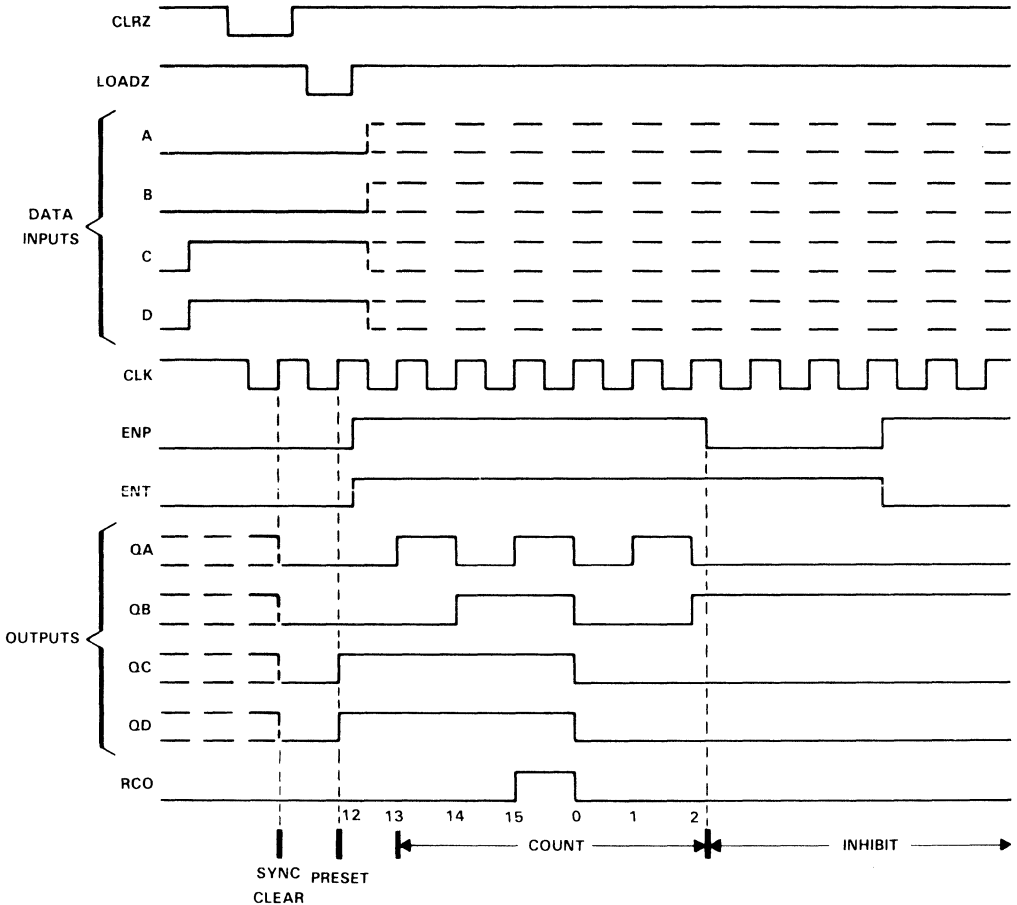 CLRZ
LOADZ
A
B
DATA
INPUTS
C
D
CLK
ENP
ENT
QA
QB
OUTPUTS
QC
QD
RCO
12 13 14 15 0 1 2
COUNT INHIBIT
SYNC
CLEAR
PRESET